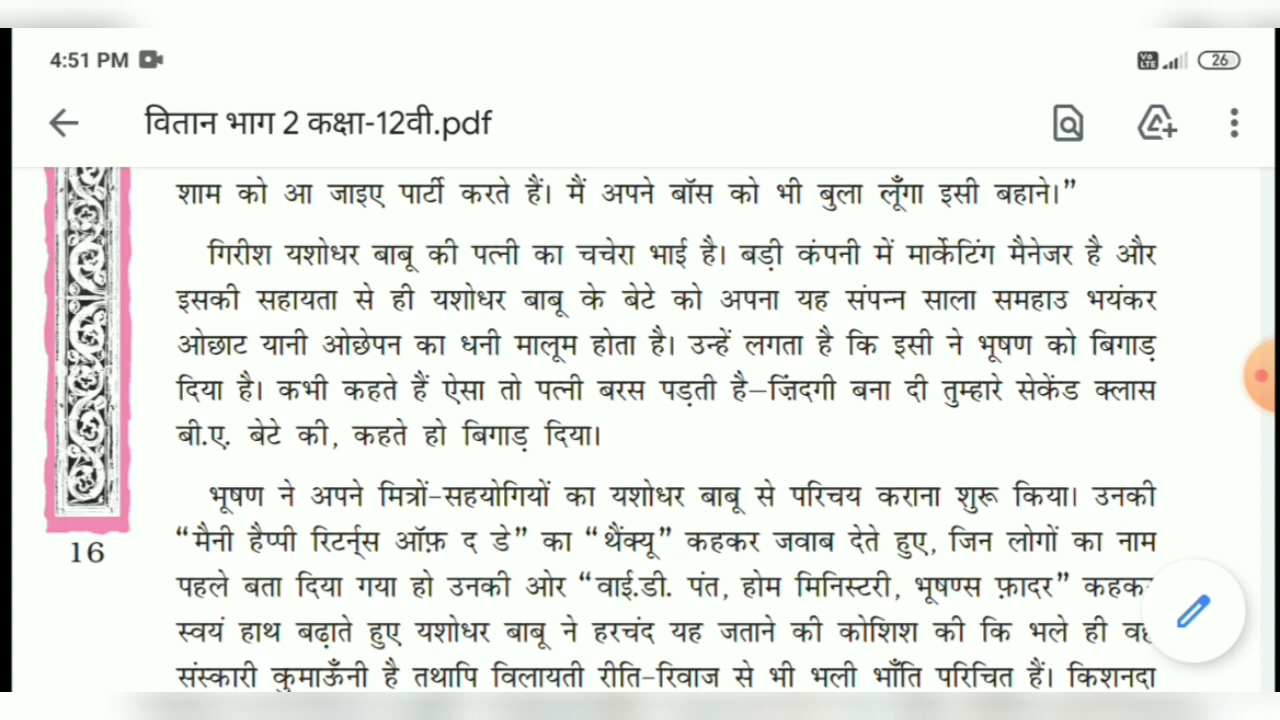 4:51 PM
Vo LTE
26
वितान भाग 2 कक्षा-12वी.pdf
शाम को आ जाइए पार्टी करते हैं। मैं अपने बॉस को भी बुला लूँगा इसी बहाने।”
गिरीश यशोधर बाबू की पत्नी का चचेरा भाई है। बड़ी कंपनी में मार्केटिंग मैनेजर है और
इसकी सहायता से ही यशोधर बाबू के बेटे को अपना यह संपन्न साला समहाउ भयंकर
ओछाट यानी ओछेपन का धनी मालूम होता है। उन्हें लगता है कि इसी ने भूषण को बिगाड़
दिया है। कभी कहते हैं ऐसा तो पत्नी बरस पड़ती है–ज़िंदगी बना दी तुम्हारे सेकेंड क्लास
बी.ए. बेटे की, कहते हो बिगाड़ दिया।
भूषण ने अपने मित्रों-सहयोगियों का यशोधर बाबू से परिचय कराना शुरू किया। उनकी
“मैनी हैप्पी रिटर्न्स ऑफ़ द डे” का “थैंक्यू” कहकर जवाब देते हुए, जिन लोगों का नाम
पहले बता दिया गया हो उनकी ओर “वाई.डी. पंत, होम मिनिस्टरी, भूषण्स फ़ादर” कहकर
स्वयं हाथ बढ़ाते हुए यशोधर बाबू ने हरचंद यह जताने की कोशिश की कि भले ही वह
संस्कारी कुमाऊँनी है तथापि विलायती रीति-रिवाज से भी भली भाँति परिचित हैं। किशनदा
16